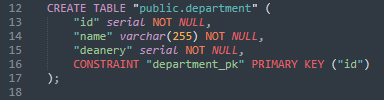 12 CREATE TABLE "public.department" (
13 "id" serial NOT NULL,
14 "name" varchar(255) NOT NULL,
15 "deanery" serial NOT NULL,
16 CONSTRAINT "department_pk" PRIMARY KEY ("id")
17 );
18